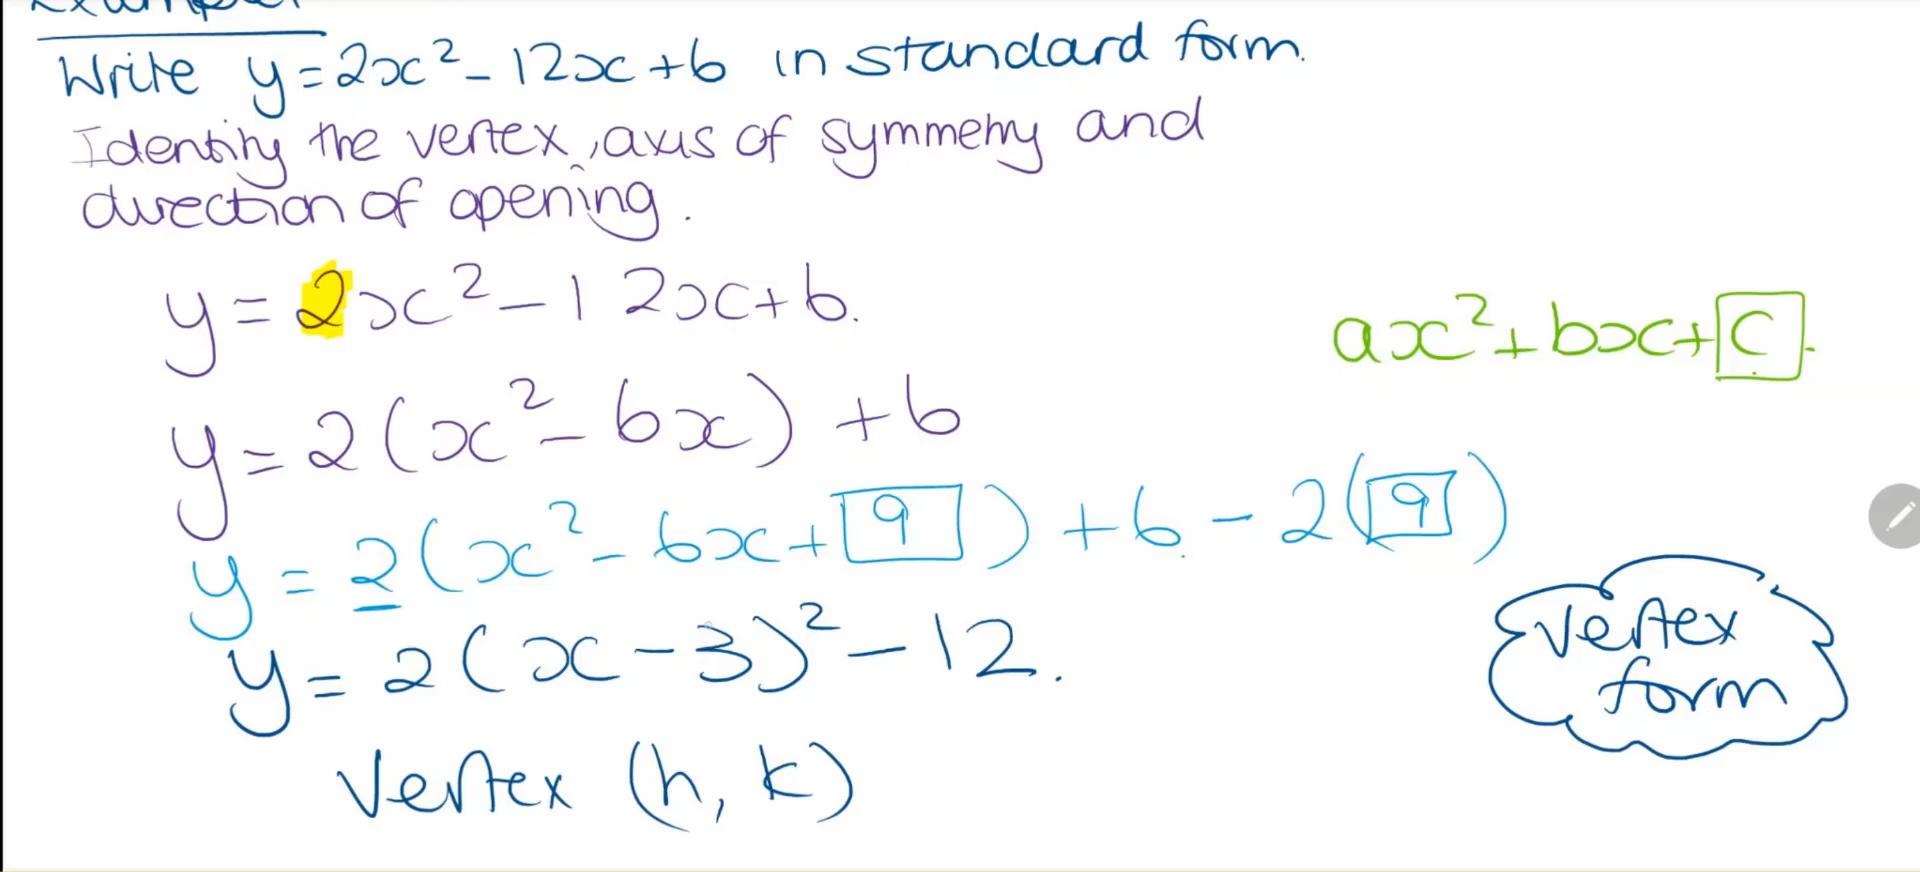 Example:
Write y=2x²-12x+6 in standard form.
Identify the vertex, axis of symmetry and
direction of opening.
y=2x²-12x+6.
ax²+bx+c.
y=2(x²-6x)+6
y=2(x²-6x+9)+6-2(9)
y=2(x-3)²-12.
vertex
form
Vertex (h, k)